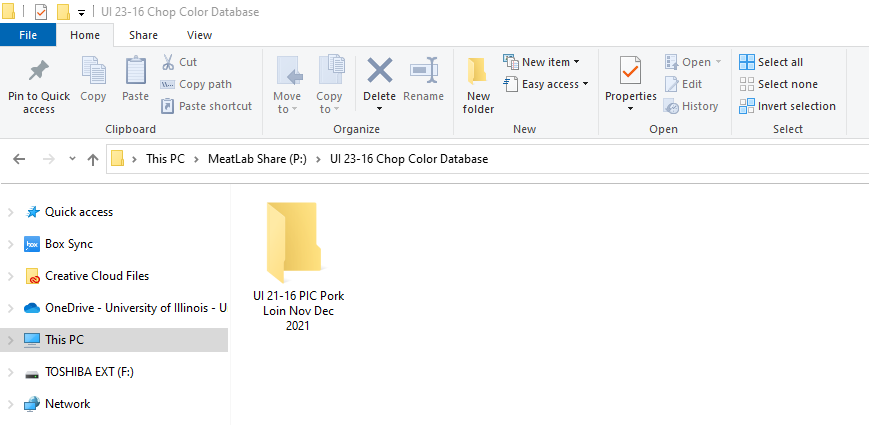 UI 23-16 Chop Color Database
File
Home
Share
View
Pin to Quick
access
Copy
Paste
Cut
Copy path
Paste shortcut
Clipboard
Move
to
Copy
to
Delete
Rename
Organize
New
folder
New item
Easy access
New
Properties
Open
Edit
History
Open
Select all
Select none
Invert selection
Select
This PC > MeatLab Share (P:) > UI 23-16 Chop Color Database
Quick access
box
Box Sync
Creative Cloud Files
OneDrive - University of Illinois - U
This PC
TOSHIBA EXT (F:)
Network
UI 21-16 PIC Pork
Loin Nov Dec
2021